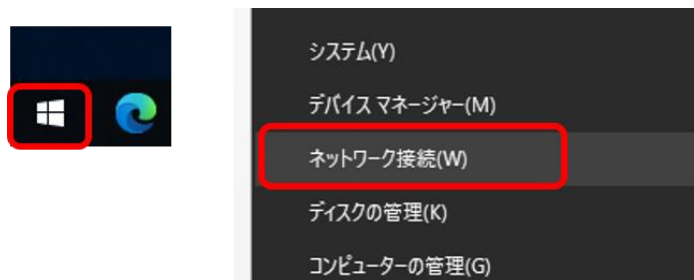 システム(Y)
デバイス マネージャー(M)
ネットワーク接続(W)
ディスクの管理(K)
コンピューターの管理(G)